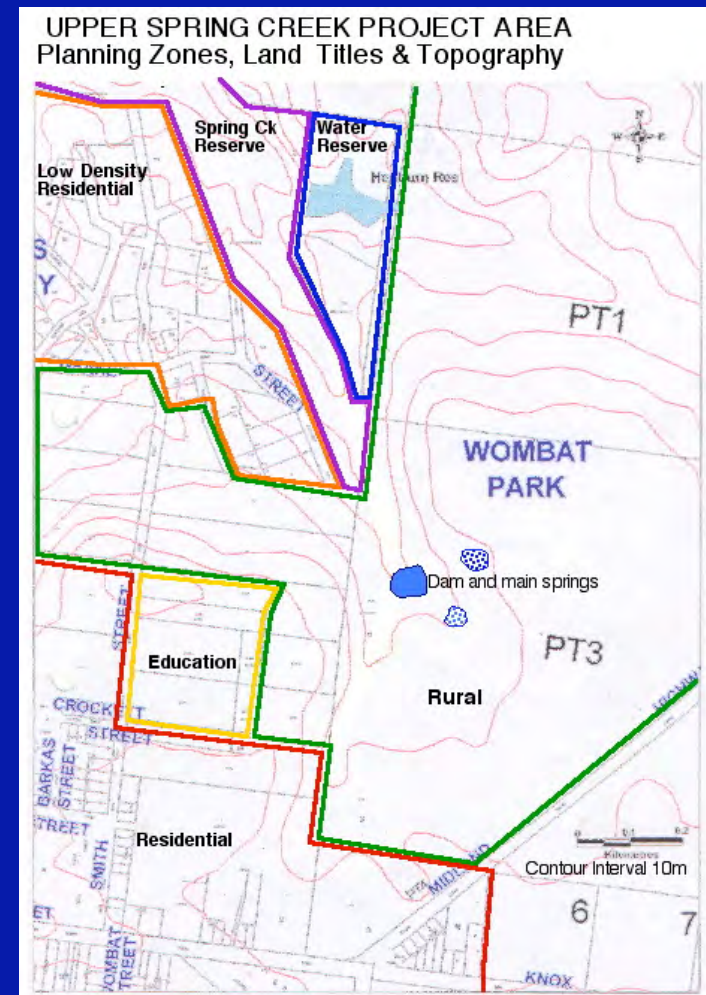 UPPER SPRING CREEK PROJECT AREA
Planning Zones, Land Titles & Topography
Spring Ck
Reserve
Water
Reserve
Low Density
Residential
S
Y
PT1
STREET
WOMBAT
PARK
Dam and main springs
PT3
STREET
Education
Rural
STREET
BARKAS
STREET
Residential
SMITH
MIDLAND
Contour Interval 10m
6
7
WOMBAT
STREET
KNOX